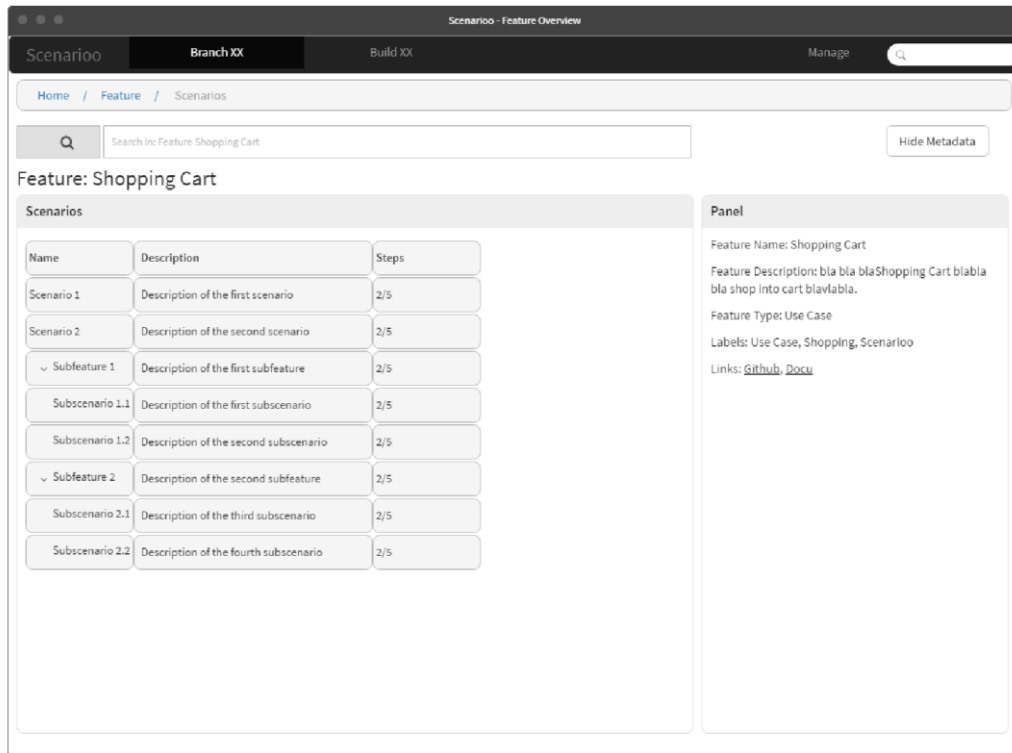 Scenarioo - Feature Overview
Scenarioo Branch XX Build XX Manage
Home / Feature / Scenarios
Search in: Feature Shopping Cart
Hide Metadata
Feature: Shopping Cart
Scenarios
Name Description Steps
Scenario 1 Description of the first scenario 2/5
Scenario 2 Description of the second scenario 2/5
Subfeature 1 Description of the first subfeature 2/5
Subscenario 1.1 Description of the first subscenario 2/5
Subscenario 1.2 Description of the second subscenario 2/5
Subfeature 2 Description of the second subfeature 2/5
Subscenario 2.1 Description of the third subscenario 2/5
Subscenario 2.2 Description of the fourth subscenario 2/5
Panel
Feature Name: Shopping Cart
Feature Description: bla bla blaShopping Cart blabla
bla shop into cart blavlabla.
Feature Type: Use Case
Labels: Use Case, Shopping, Scenarioo
Links: Github, Docu